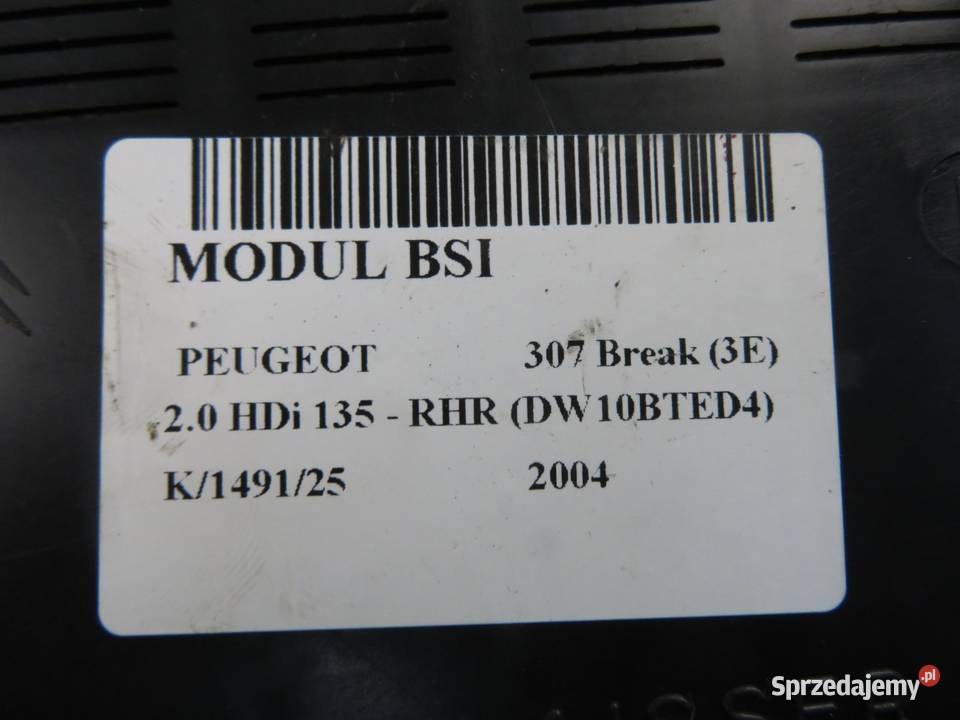 MODUL BSI
PEUGEOT 307 Break (3E)
2.0 HDi 135 - RHR (DW10BTED4)
K/1491/25 2004
Sprzedajemy.pl